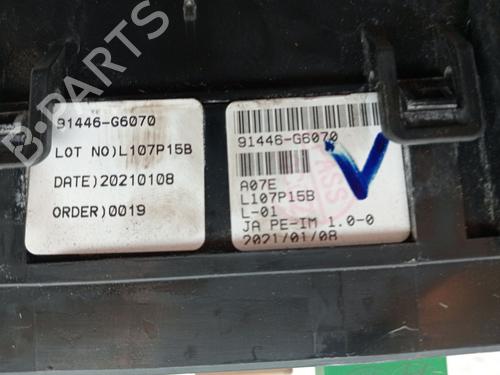 91446-G6070
LOT NO)L107P15B
DATE)20210108
ORDER)0019
91446-G6070
A07E
L107P15B
L-01
JA PE-IM 1.0-0
2021/01/08
B-PARTS